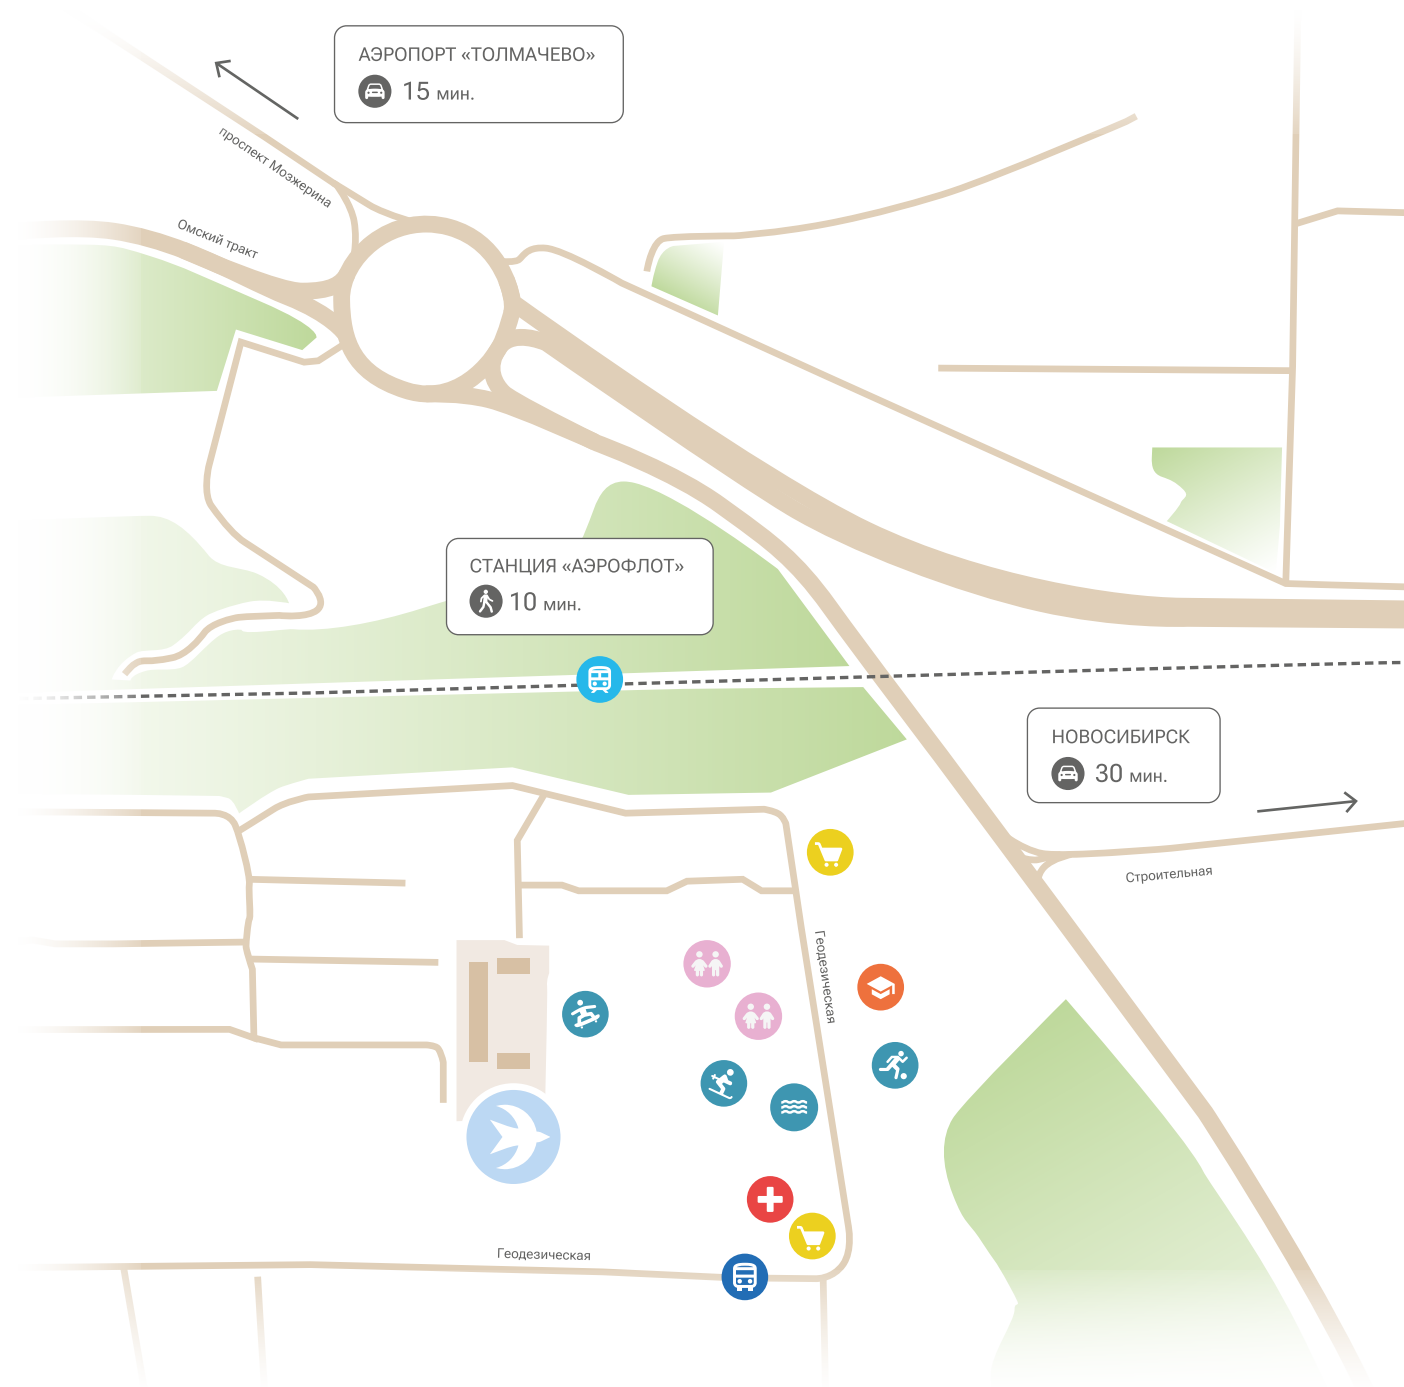 АЭРОПОРТ «ТОЛМАЧЕВО»
15 мин.
проспект Мозжерина
Омский тракт
СТАНЦИЯ «АЭРОФЛОТ»
10 мин.
НОВОСИБИРСК
30 мин.
Строительная
Геодезическая
Геодезическая